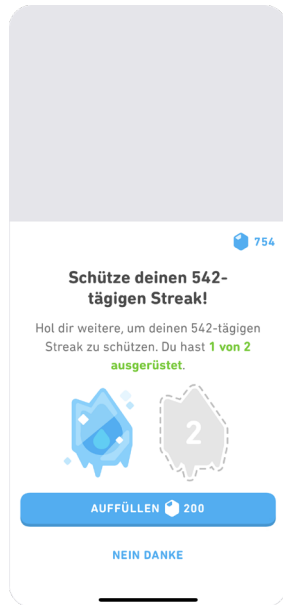 754
Schütze deinen 542-
tägigen Streak!
Hol dir weitere, um deinen 542-tägigen
Streak zu schützen. Du hast 1 von 2
ausgerüstet.
2
AUFFÜLLEN 200
NEIN DANKE